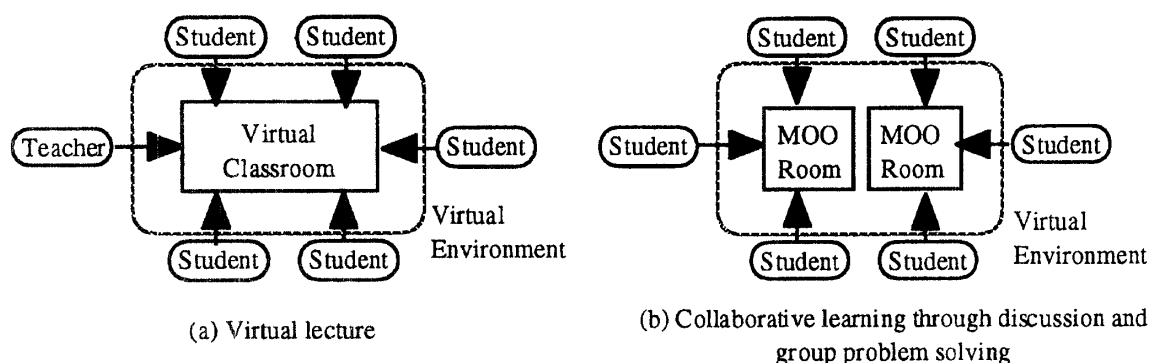 Student
Student
Teacher
Virtual
Classroom
Student
Student
Student
Virtual
Environment
(a) Virtual lecture
Student
Student
Student
MOO
Room
MOO
Room
Student
Student
Student
Virtual
Environment
(b) Collaborative learning through discussion and
group problem solving